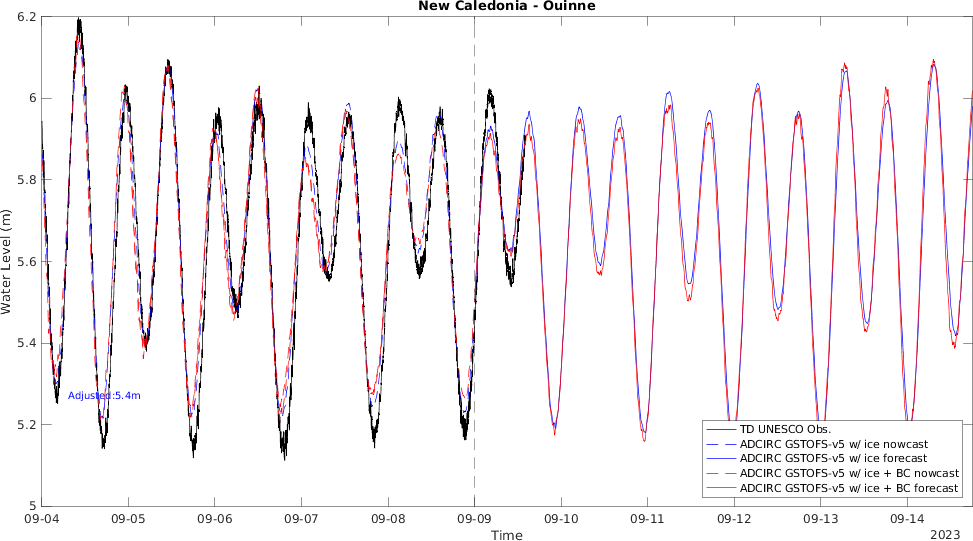 New Caledonia - Ouinne
Water Level (m)
6.2
6
5.8
5.6
5.4
5.2
5
Adjusted:5.4m
TD UNESCO Obs.
ADCIRC GSTOFS-v5 w/ ice nowcast
ADCIRC GSTOFS-v5 w/ ice forecast
ADCIRC GSTOFS-v5 w/ ice + BC nowcast
ADCIRC GSTOFS-v5 w/ ice + BC forecast
09-04 09-05 09-06 09-07 09-08 09-09 09-10 09-11 09-12 09-13 09-14
Time
2023